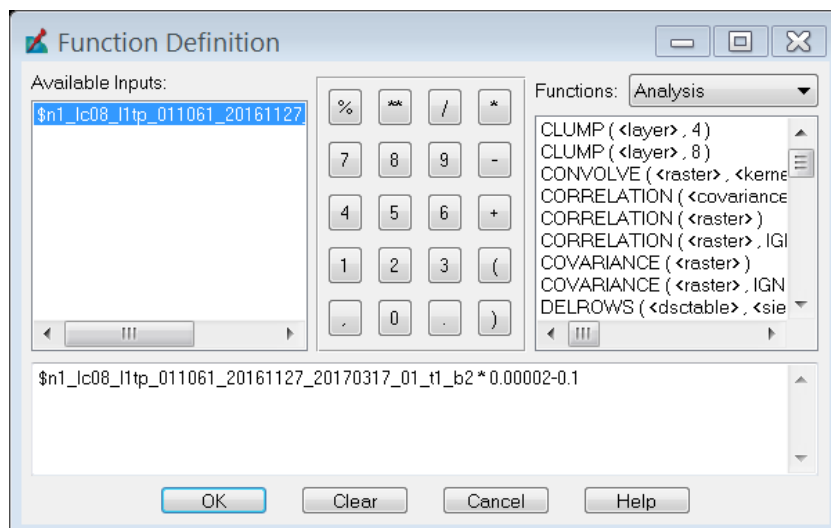 Function Definition
Available Inputs:
$n1_lc08_l1tp_011061_20161127_
% ** / *
7 8 9 -
4 5 6 +
1 2 3 (
, 0 . )
Functions: Analysis
CLUMP ( <layer> , 4 )
CLUMP ( <layer> , 8 )
CONVOLVE ( <raster> , <kerne
CORRELATION ( <covariance
CORRELATION ( <raster> )
CORRELATION ( <raster> , IGI
COVARIANCE ( <raster> )
COVARIANCE ( <raster> , IGN
DELROWS ( <dsctable> , <sie
$n1_lc08_l1tp_011061_20161127_20170317_01_t1_b2 * 0.00002-0.1
OK Clear Cancel Help